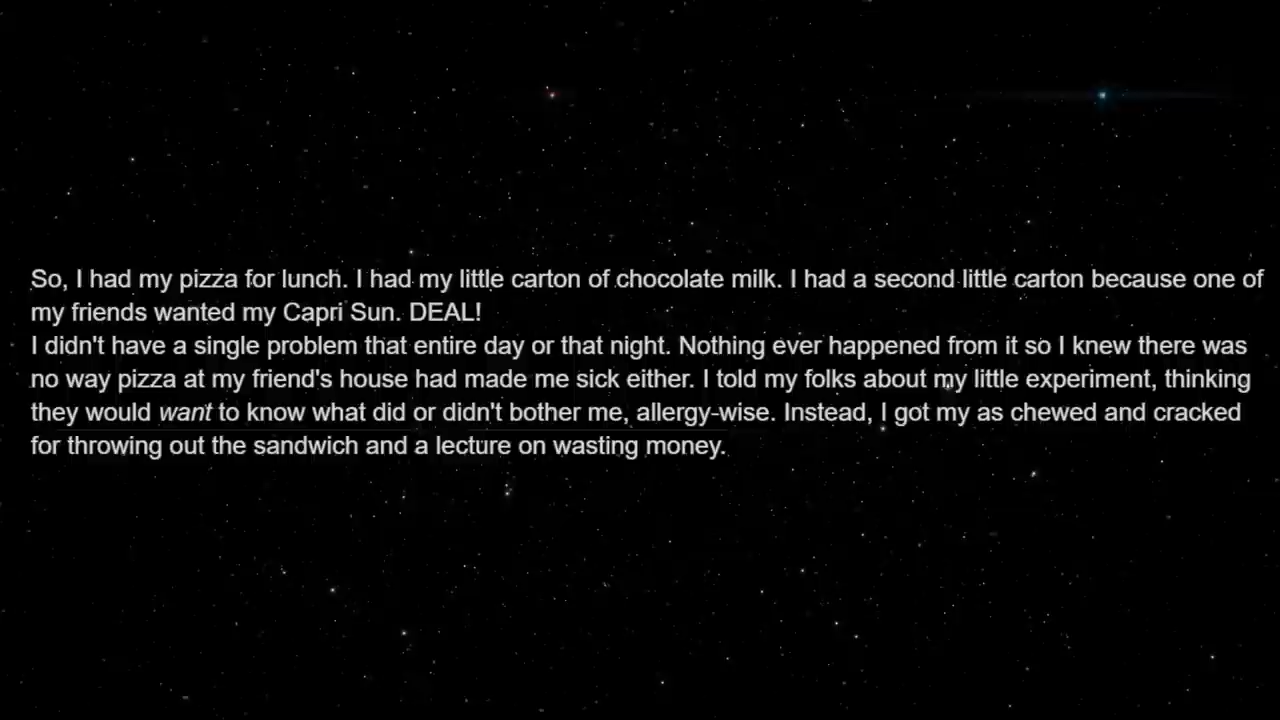 So, I had my pizza for lunch. I had my little carton of chocolate milk. I had a second little carton because one of
my friends wanted my Capri Sun. DEAL!
I didn't have a single problem that entire day or that night. Nothing ever happened from it so I knew there was
no way pizza at my friend's house had made me sick either. I told my folks about my little experiment, thinking
they would want to know what did or didn't bother me, allergy-wise. Instead, I got my as chewed and cracked
for throwing out the sandwich and a lecture on wasting money.